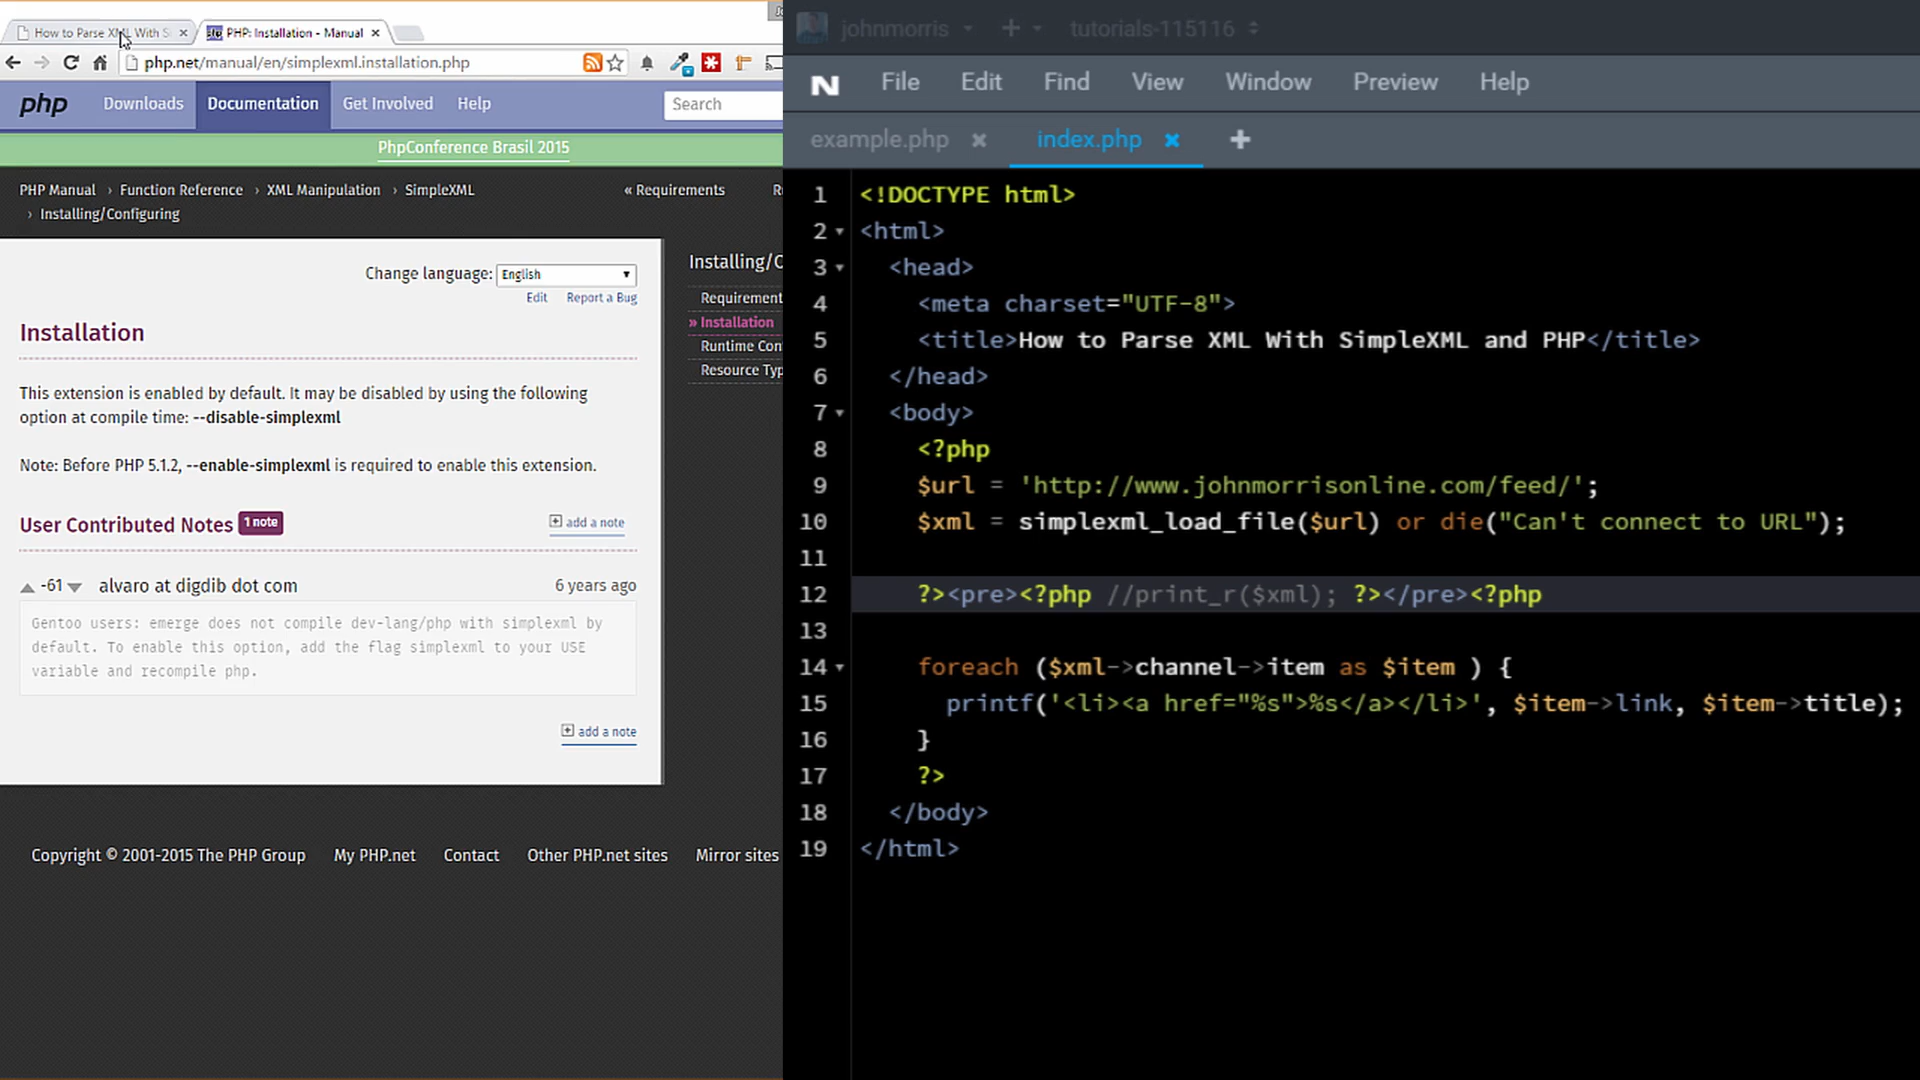 How to Parse XML With S
PHP: Installation - Manual
php.net/manual/en/simplexml.installation.php
php Downloads Documentation Get Involved Help Search
PhpConference Brasil 2015
PHP Manual › Function Reference › XML Manipulation › SimpleXML « Requirements
› Installing/Configuring
Change language: English
Edit Report a Bug
Installation
This extension is enabled by default. It may be disabled by using the following
option at compile time: --disable-simplexml
Note: Before PHP 5.1.2, --enable-simplexml is required to enable this extension.
User Contributed Notes 1 note
add a note
-61 alvaro at digdib dot com 6 years ago
Gentoo users: emerge does not compile dev-lang/php with simplexml by
default. To enable this option, add the flag simplexml to your USE
variable and recompile php.
add a note
Installing/C
Requirement
» Installation
Runtime Con
Resource Typ
Copyright © 2001-2015 The PHP Group My PHP.net Contact Other PHP.net sites Mirror sites
johnmorris + tutorials-115116
N File Edit Find View Window Preview Help
example.php × index.php × +
1 <!DOCTYPE html>
2 <html>
3 <head>
4 <meta charset="UTF-8">
5 <title>How to Parse XML With SimpleXML and PHP</title>
6 </head>
7 <body>
8 <?php
9 $url = 'http://www.johnmorrisonline.com/feed/';
10 $xml = simplexml_load_file($url) or die("Can't connect to URL");
11
12 ?><pre><?php //print_r($xml); ?></pre><?php
13
14 foreach ($xml->channel->item as $item ) {
15 printf('<li><a href="%s">%s</a></li>', $item->link, $item->title);
16 }
17 ?>
18 </body>
19 </html>